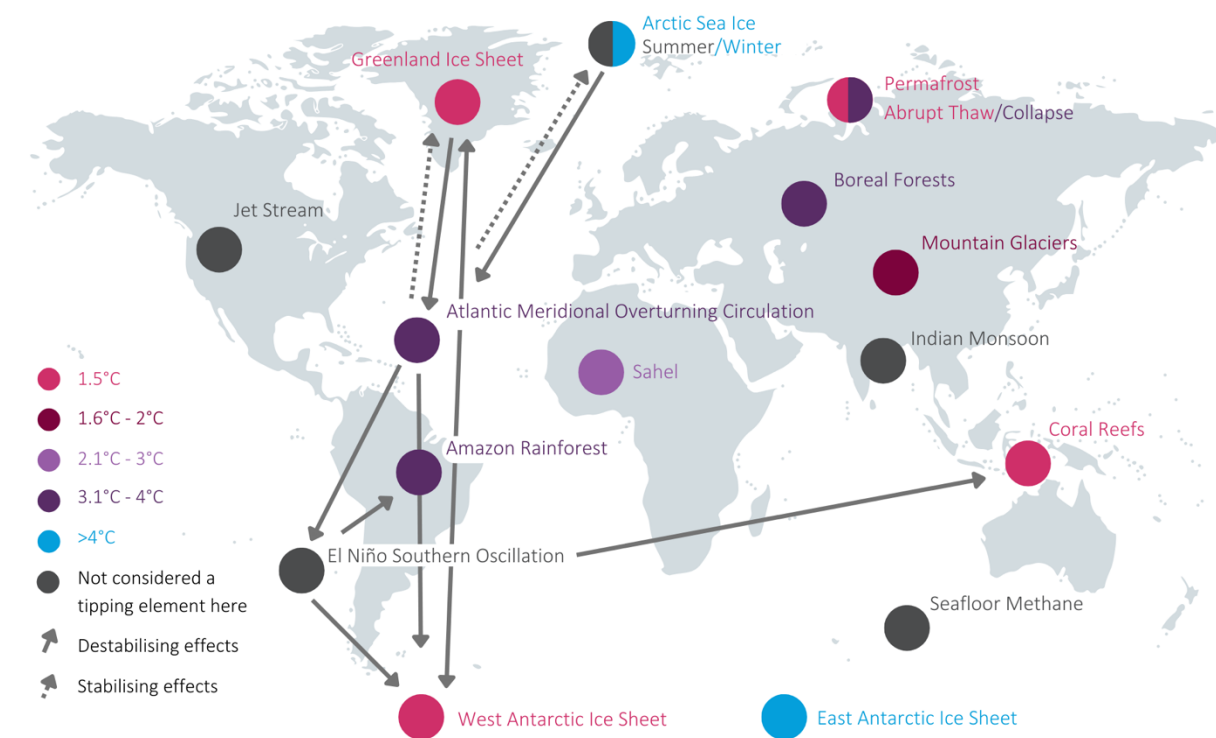 Arctic Sea Ice
Summer/Winter
Greenland Ice Sheet
Permafrost
Abrupt Thaw/Collapse
Boreal Forests
Jet Stream
Mountain Glaciers
Atlantic Meridional Overturning Circulation
Indian Monsoon
Sahel
1.5°C
1.6°C - 2°C
2.1°C - 3°C
3.1°C - 4°C
>4°C
Not considered a
tipping element here
Destabilising effects
Stabilising effects
Coral Reefs
Amazon Rainforest
El Niño Southern Oscillation
Seafloor Methane
West Antarctic Ice Sheet
East Antarctic Ice Sheet